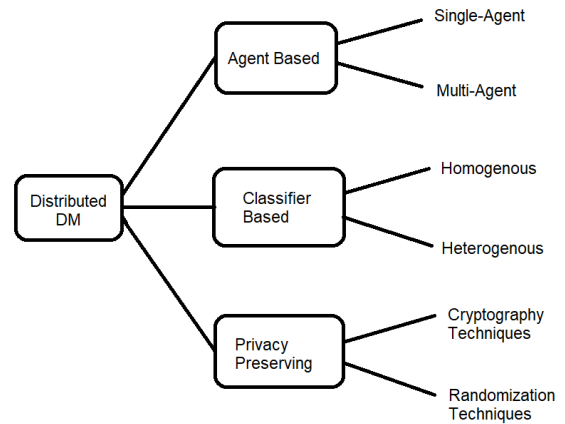 Distributed
DM
Agent Based
Single-Agent
Multi-Agent
Classifier
Based
Homogenous
Heterogenous
Privacy
Preserving
Cryptography
Techniques
Randomization
Techniques